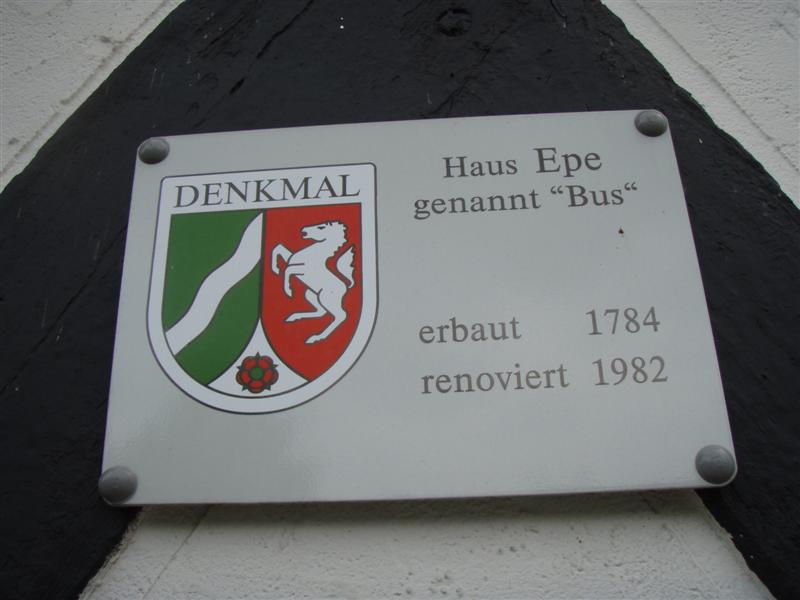 DENKMAL
Haus Epe
genannt “Bus“
erbaut 1784
renoviert 1982